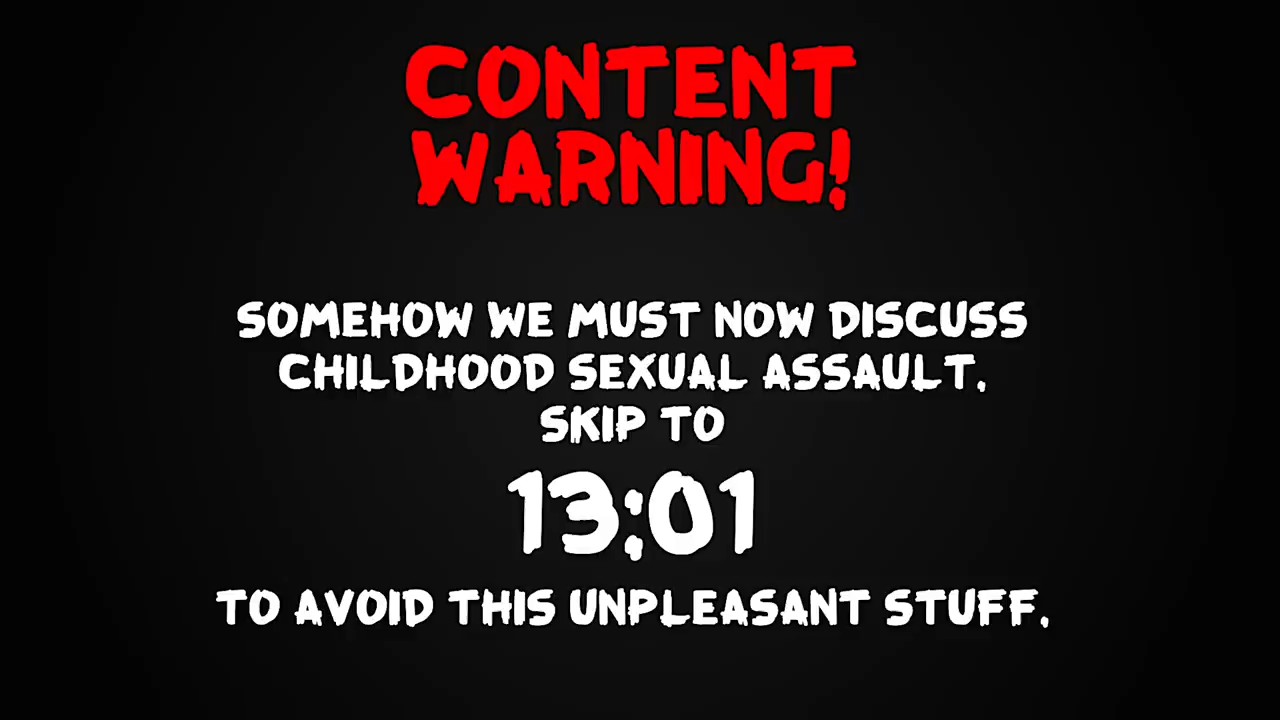 CONTENT
WARNING!
SOMEHOW WE MUST NOW DISCUSS
CHILDHOOD SEXUAL ASSAULT.
SKIP TO
13:01
TO AVOID THIS UNPLEASANT STUFF.